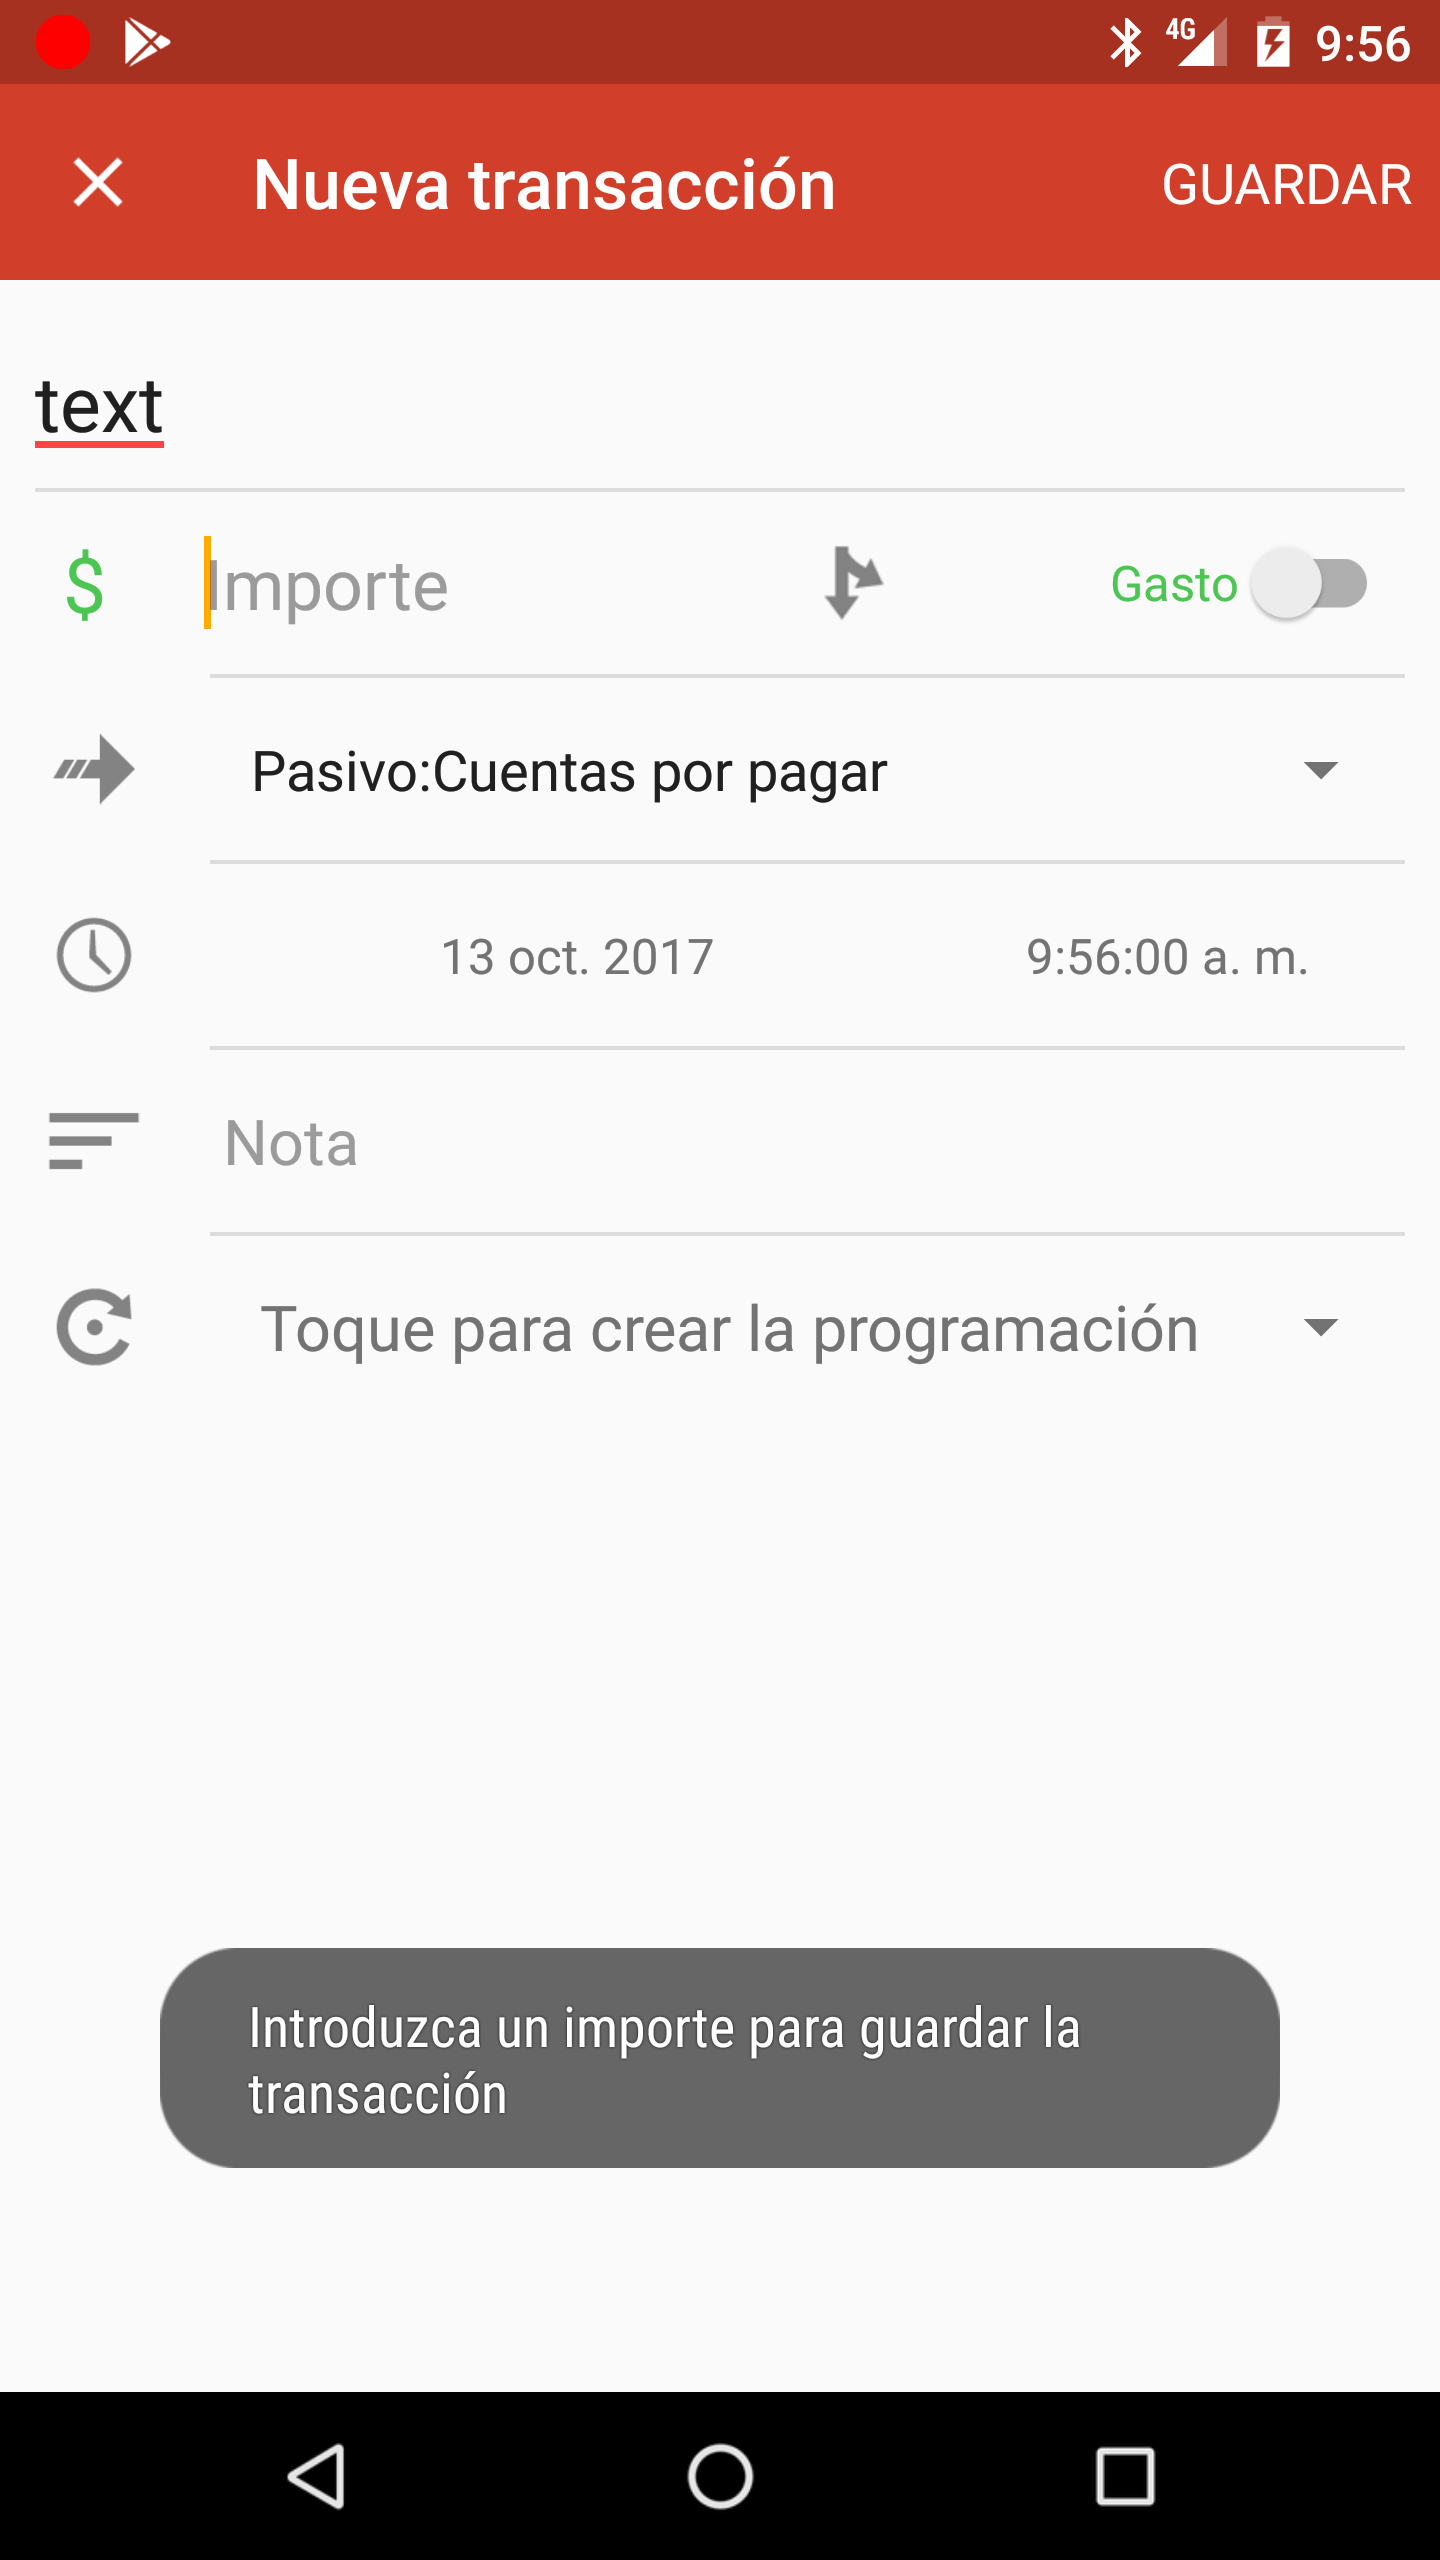 4G 9:56
Nueva transacción GUARDAR
text
$ Importe Gasto
Pasivo:Cuentas por pagar
13 oct. 2017 9:56:00 a. m.
Nota
Toque para crear la programación
Introduzca un importe para guardar la
transacción